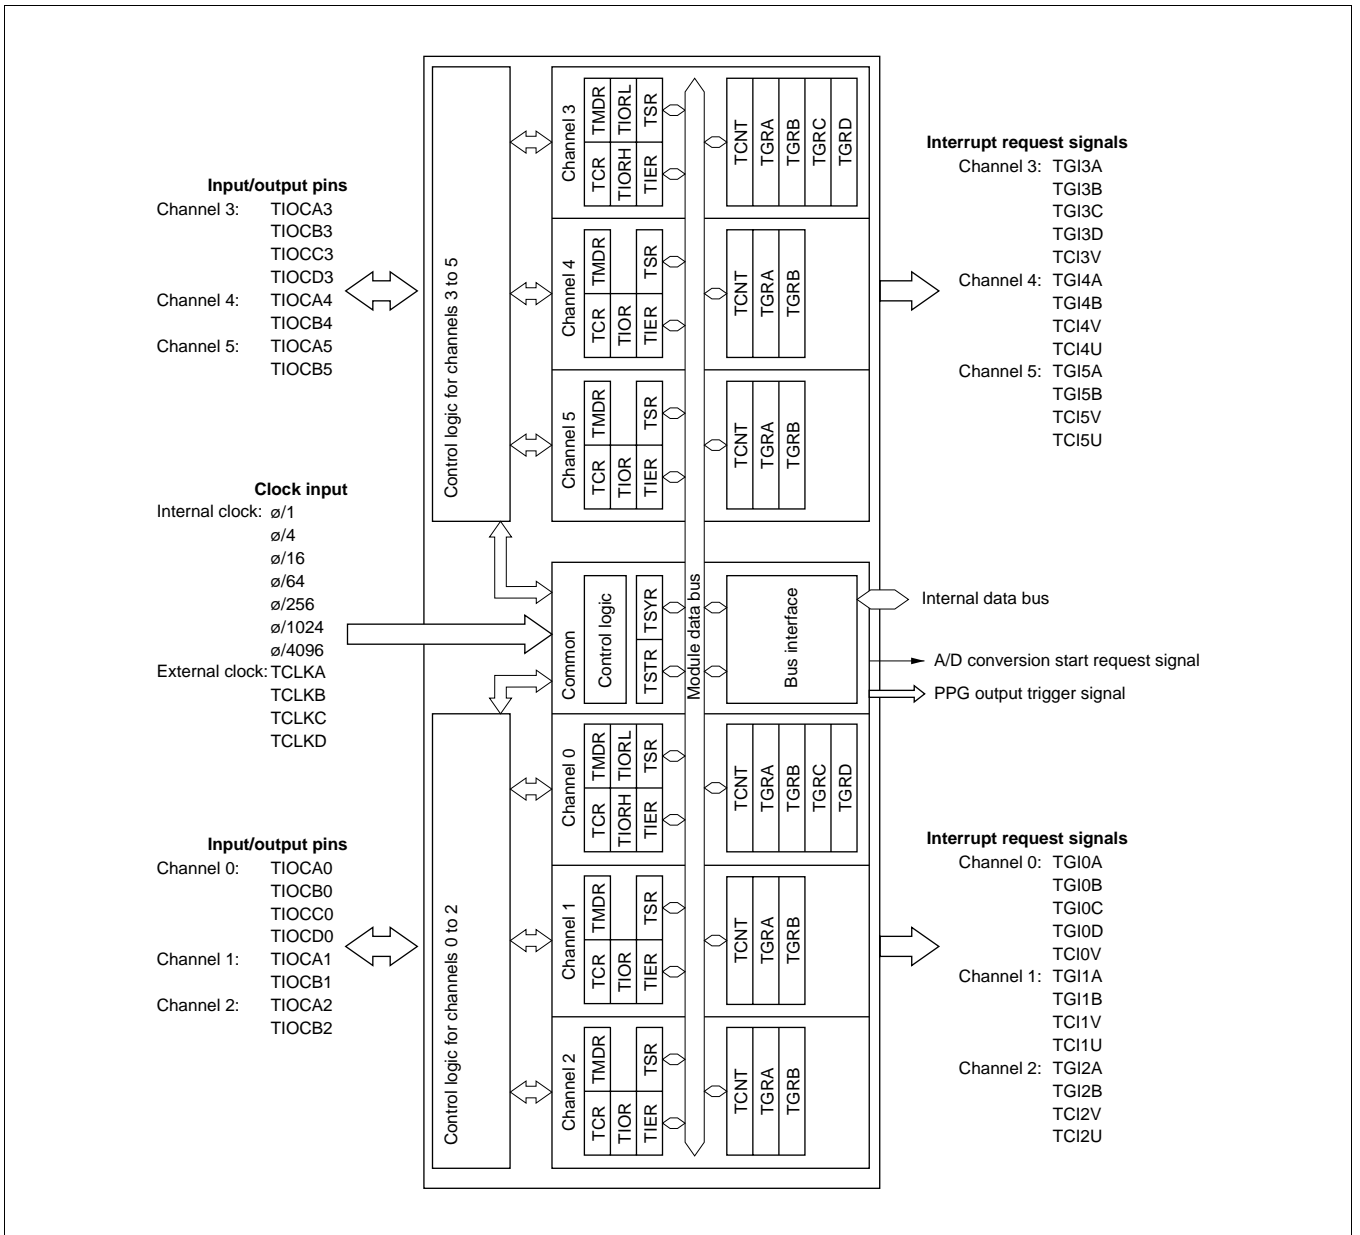 Input/output pins
Channel 3: TIOCA3
TIOCB3
TIOCC3
TIOCD3
Channel 4: TIOCA4
TIOCB4
Channel 5: TIOCA5
TIOCB5
Clock input
Internal clock: ø/1
ø/4
ø/16
ø/64
ø/256
ø/1024
ø/4096
External clock: TCLKA
TCLKB
TCLKC
TCLKD
Input/output pins
Channel 0: TIOCA0
TIOCB0
TIOCC0
TIOCD0
Channel 1: TIOCA1
TIOCB1
Channel 2: TIOCA2
TIOCB2
Control logic for channels 3 to 5
Control logic for channels 0 to 2
Channel 3
TCR TMDR
TIORH TIORL
TIER TSR
TCNT
TGRA
TGRB
TGRC
TGRD
Channel 4
TCR TMDR
TIOR
TIER TSR
TCNT
TGRA
TGRB
Channel 5
TCR TMDR
TIOR
TIER TSR
TCNT
TGRA
TGRB
Common
Control logic
TSTR TSYR
Module data bus
Bus interface
Channel 0
TCR TMDR
TIORH TIORL
TIER TSR
TCNT
TGRA
TGRB
TGRC
TGRD
Channel 1
TCR TMDR
TIOR
TIER TSR
TCNT
TGRA
TGRB
Channel 2
TCR TMDR
TIOR
TIER TSR
TCNT
TGRA
TGRB
Interrupt request signals
Channel 3: TGI3A
TGI3B
TGI3C
TGI3D
TCI3V
Channel 4: TGI4A
TGI4B
TCI4V
TCI4U
Channel 5: TGI5A
TGI5B
TCI5V
TCI5U
Internal data bus
A/D conversion start request signal
PPG output trigger signal
Interrupt request signals
Channel 0: TGI0A
TGI0B
TGI0C
TGI0D
TCI0V
Channel 1: TGI1A
TGI1B
TCI1V
TCI1U
Channel 2: TGI2A
TGI2B
TCI2V
TCI2U